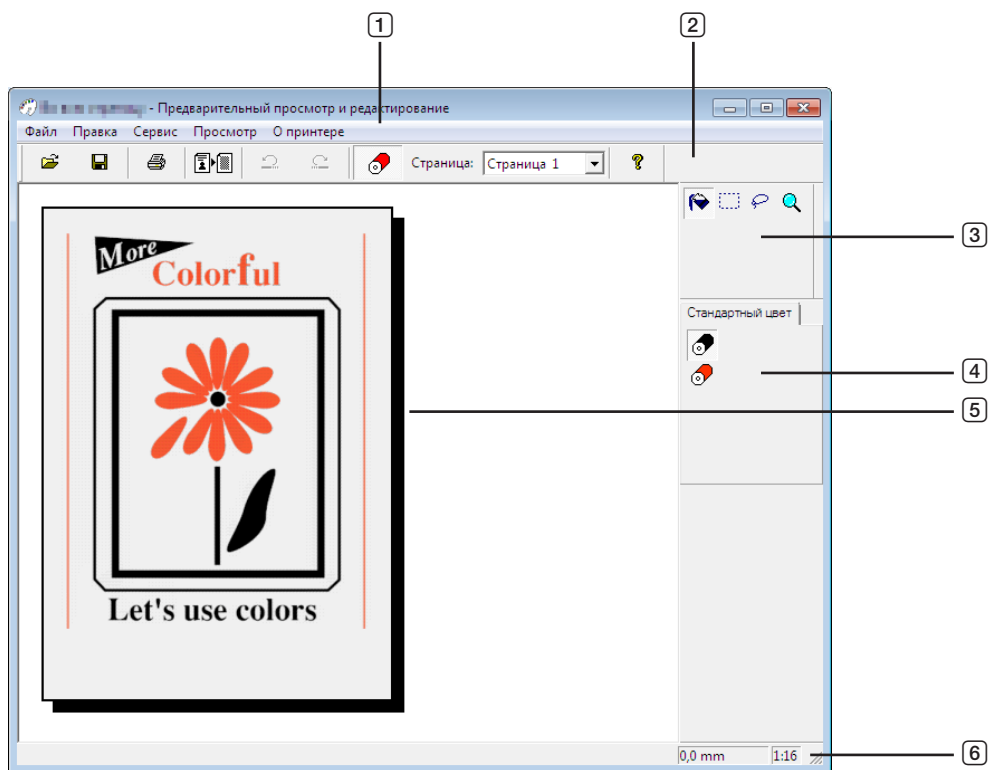 1
2
- Предварительный просмотр и редактирование
Файл Правка Сервис Просмотр О принтере
Страница: Страница 1
3
Стандартный цвет
4
5
More
Colorful
Let's use colors
0,0 mm 1:16
6